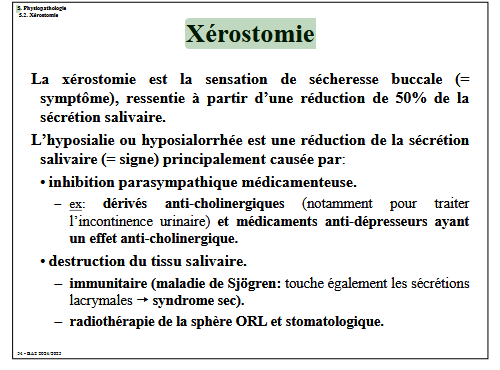 5. Physiopathologie
5.2. Xérostomie
Xérostomie
La xérostomie est la sensation de sécheresse buccale (=
symptôme), ressentie à partir d'une réduction de 50% de la
sécrétion salivaire.
L'hyposialie ou hyposialorrhée est une réduction de la sécrétion
salivaire (= signe) principalement causée par:
• inhibition parasympathique médicamenteuse.
– ex: dérivés anti-cholinergiques (notamment pour traiter
l'incontinence urinaire) et médicaments anti-dépresseurs ayant
un effet anti-cholinergique.
• destruction du tissu salivaire.
– immunitaire (maladie de Sjögren: touche également les sécrétions
lacrymales → syndrome sec).
– radiothérapie de la sphère ORL et stomatologique.